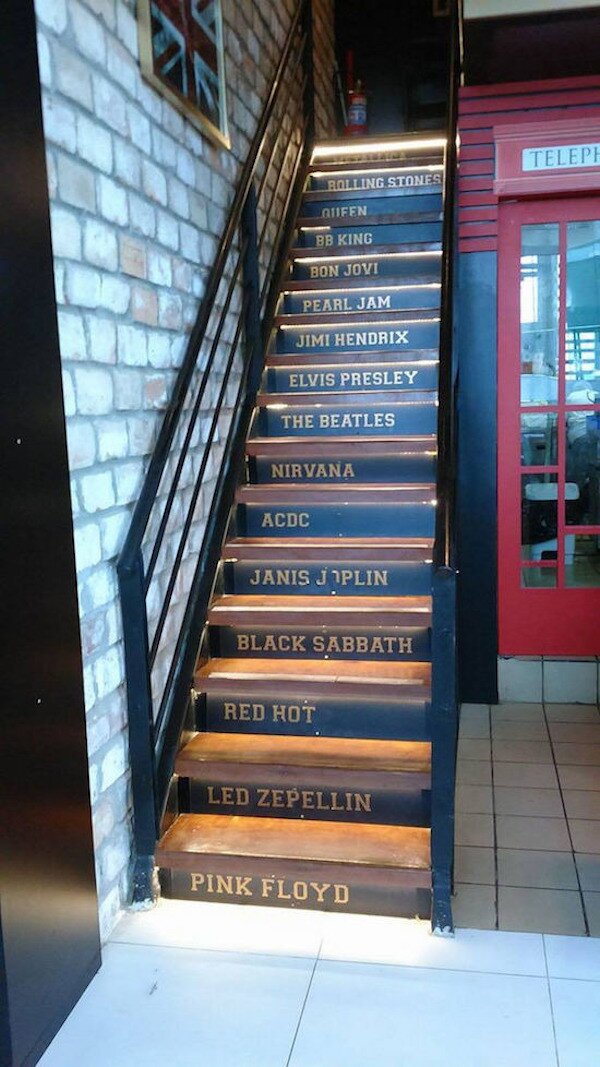 TELEPH
ROLLING STONES
QUEEN
BB KING
BON JOVI
PEARL JAM
JIMI HENDRIX
ELVIS PRESLEY
THE BEATLES
NIRVANA
ACDC
JANIS JOPLIN
BLACK SABBATH
RED HOT
LED ZEPELLIN
PINK FLOYD